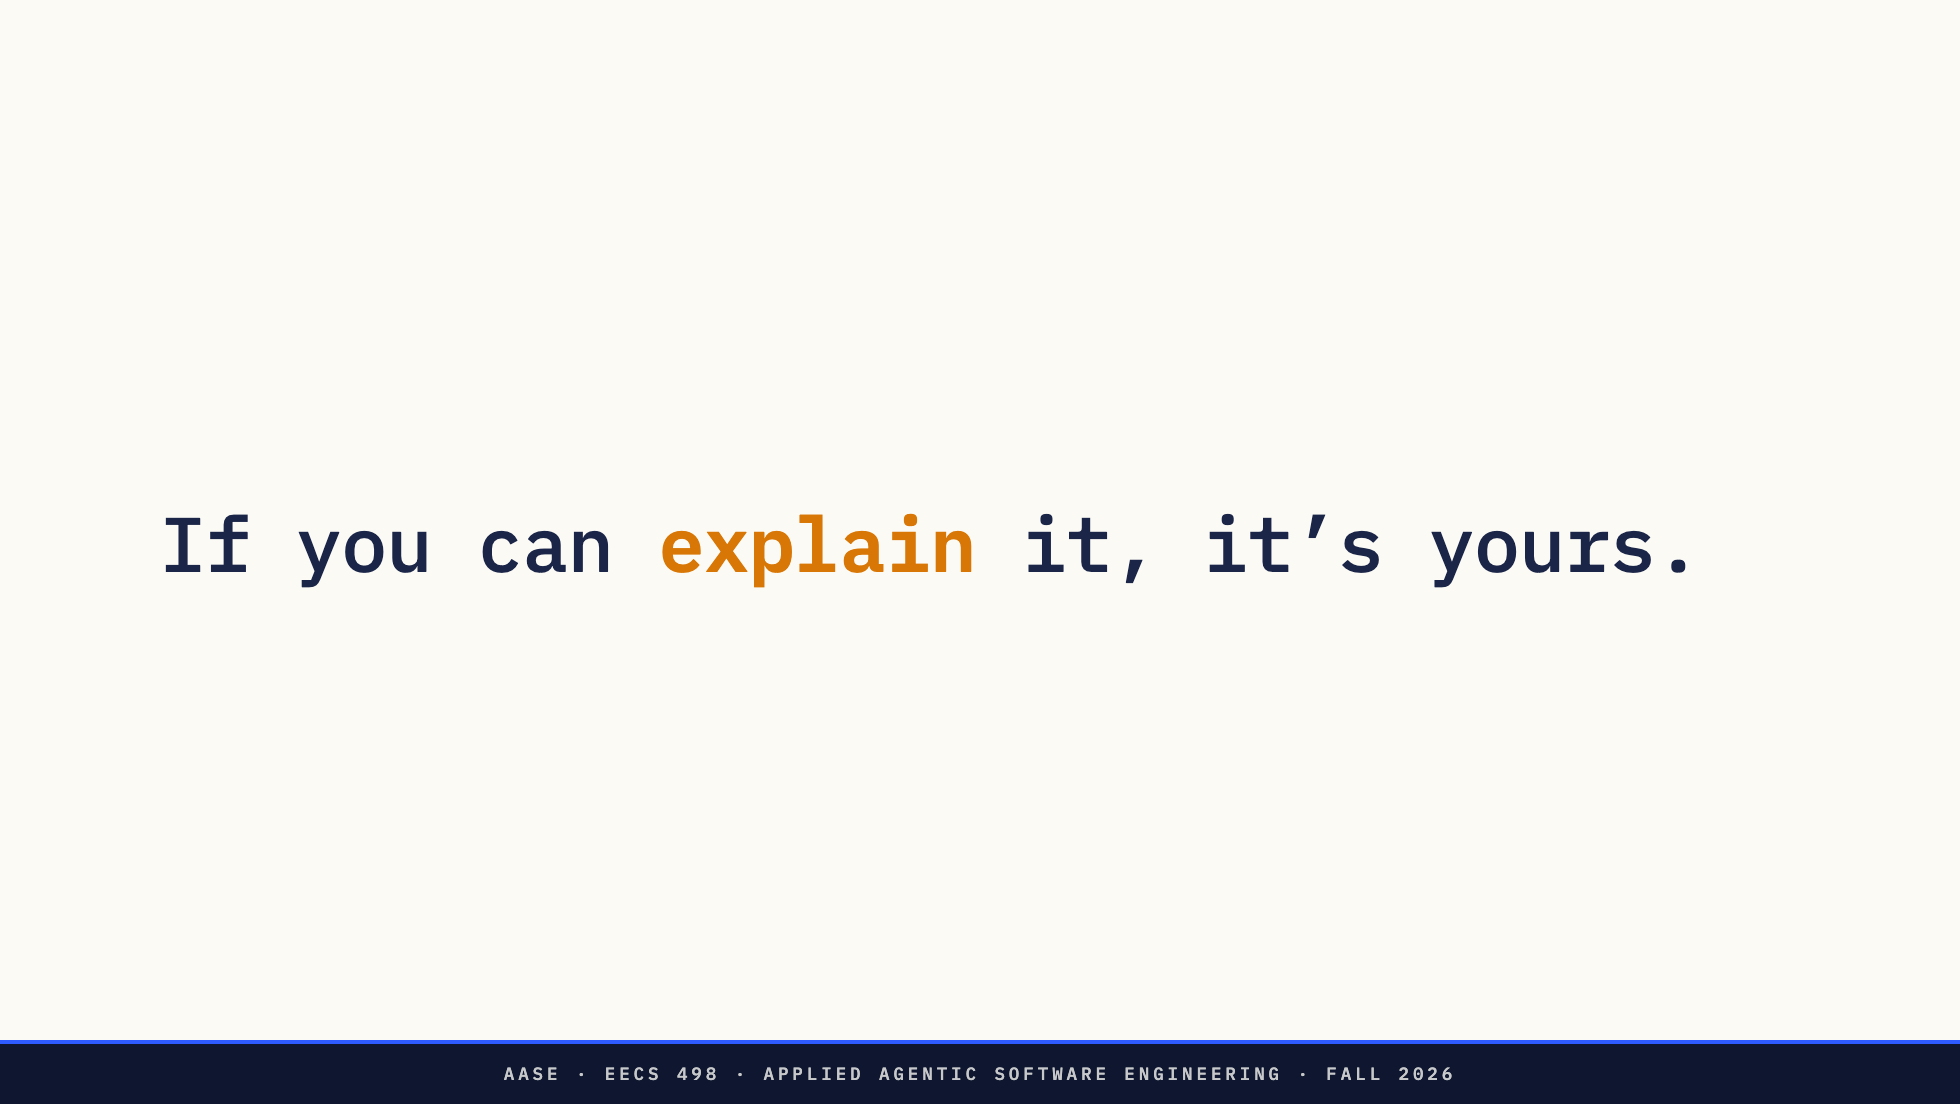 If you can explain it, it’s yours.
AASE · EECS 498 · APPLIED AGENTIC SOFTWARE ENGINEERING · FALL 2026